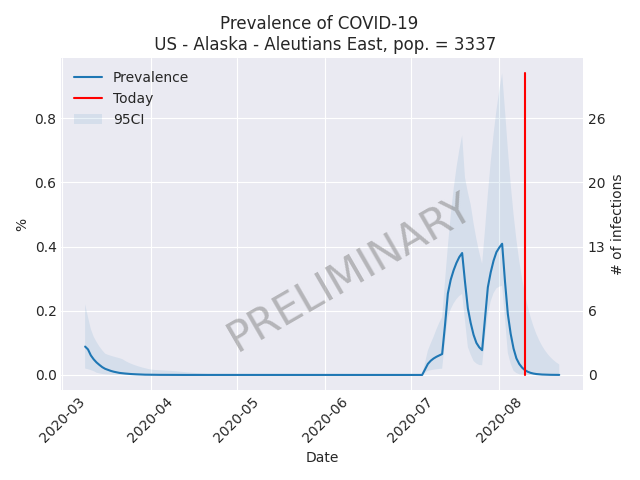 Prevalence of COVID-19
US - Alaska - Aleutians East, pop. = 3337
Prevalence
Today
95CI
0.8
0.6
0.4
0.2
0.0
%
26
20
13
6
0
# of infections
PRELIMINARY
2020-03
2020-04
2020-05
2020-06
2020-07
2020-08
Date